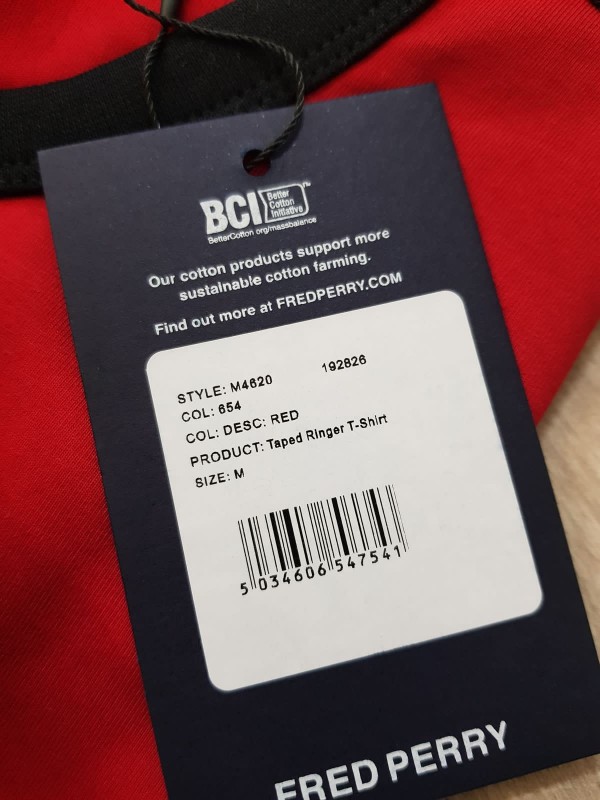 BCI Better Cotton Initiative™
BetterCotton.org/massbalance
Our cotton products support more
sustainable cotton farming.
Find out more at FREDPERRY.COM
STYLE: M4620 192826
COL: 654
COL: DESC: RED
PRODUCT: Taped Ringer T-Shirt
SIZE: M
5 034606 547541
FRED PERRY